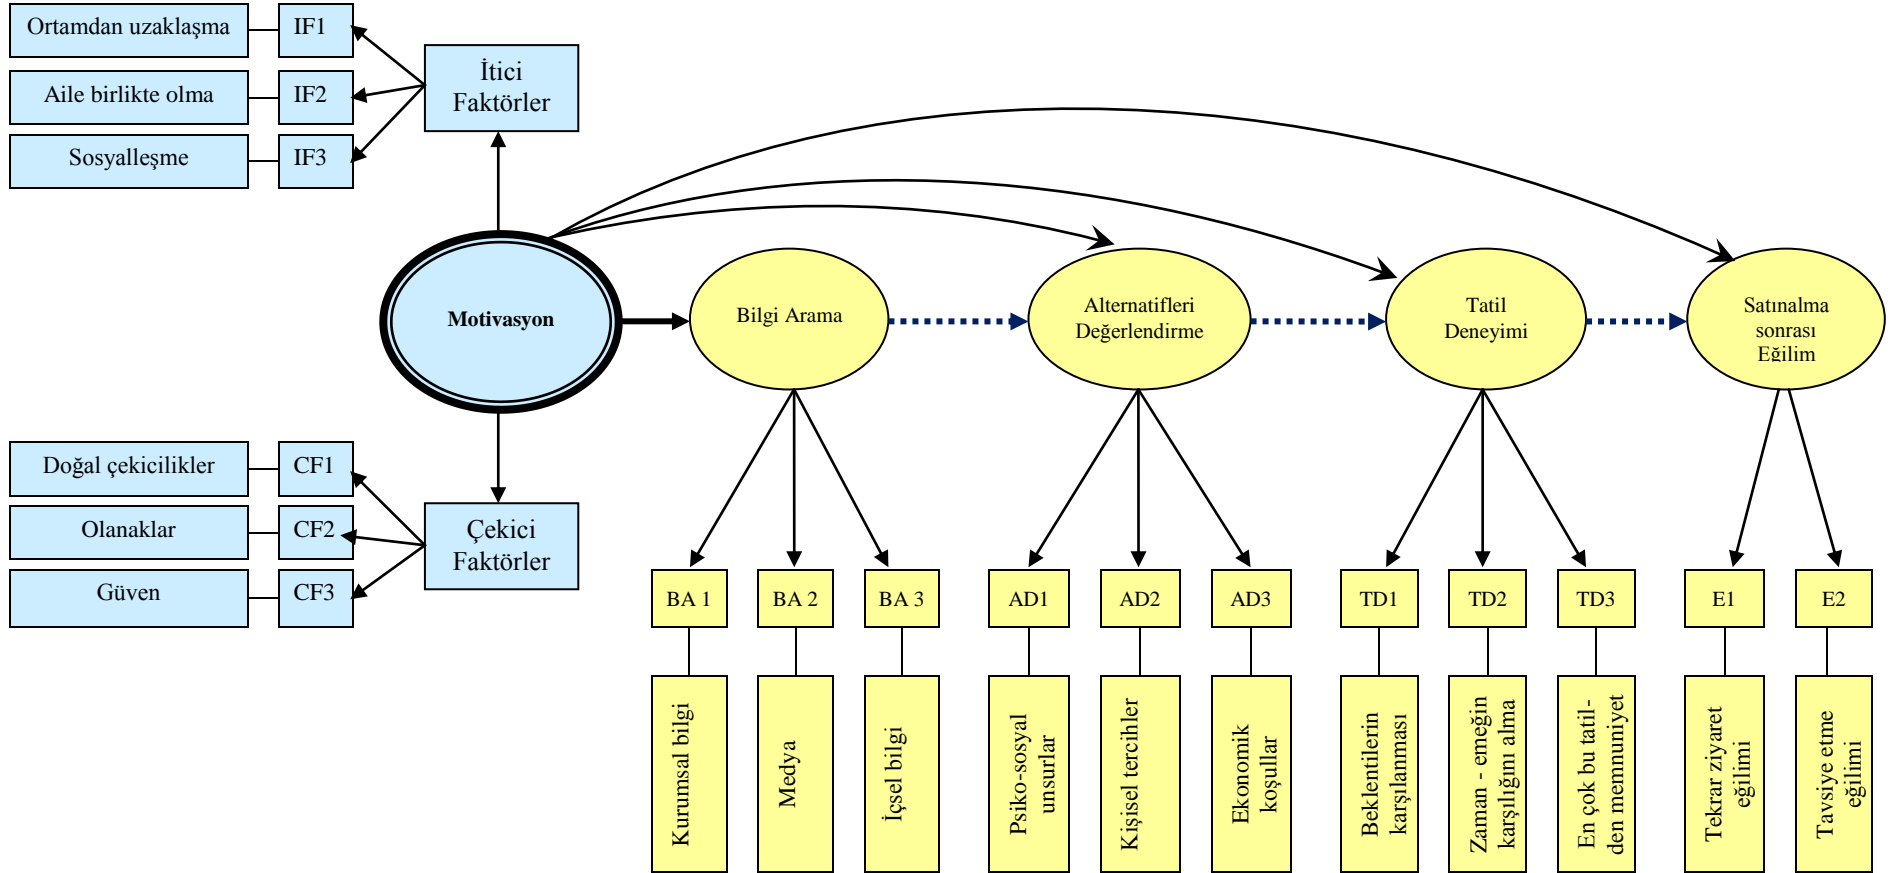 Ortamdan uzaklaşma
IF1
Aile birlikte olma
IF2
Sosyalleşme
IF3
İtici
Faktörler
Motivasyon
Bilgi Arama
Alternatifleri
Değerlendirme
Tatil
Deneyimi
Satınalma
sonrası
Eğilim
Doğal çekicilikler
CF1
Olanaklar
CF2
Güven
CF3
Çekici
Faktörler
BA 1
BA 2
BA 3
AD1
AD2
AD3
TD1
TD2
TD3
E1
E2
Kurumsal bilgi
Medya
İçsel bilgi
Psiko-sosyal
unsurlar
Kişisel tercihler
Ekonomik
koşullar
Beklentilerin
karşılanması
Zaman - emeğin
karşılığını alma
En çok bu tatil-
den memnuniyet
Tekrar ziyaret
eğilimi
Tavsiye etme
eğilimi